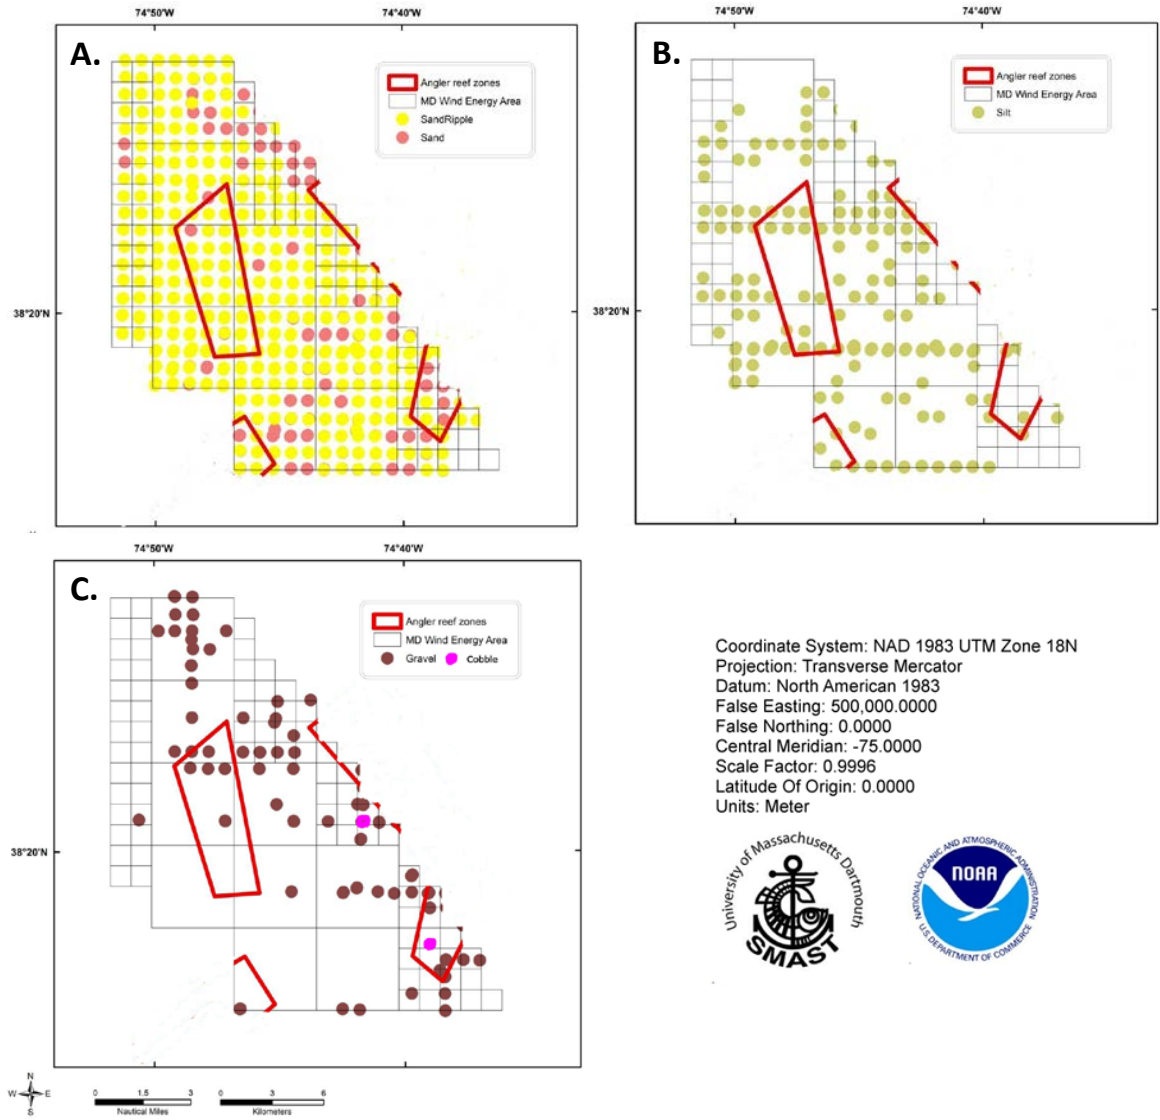 74°50'W
74°40'W
A.
Angler reef zones
MD Wind Energy Area
SandRipple
Sand
38°20'N
74°50'W
74°40'W
B.
Angler reef zones
MD Wind Energy Area
Silt
38°20'N
74°50'W
74°40'W
C.
Angler reef zones
MD Wind Energy Area
Gravel Cobble
38°20'N
Coordinate System: NAD 1983 UTM Zone 18N
Projection: Transverse Mercator
Datum: North American 1983
False Easting: 500,000.0000
False Northing: 0.0000
Central Meridian: -75.0000
Scale Factor: 0.9996
Latitude Of Origin: 0.0000
Units: Meter
University of Massachusetts Dartmouth
SMAST
NATIONAL OCEANIC AND ATMOSPHERIC ADMINISTRATION
NOAA
U.S. DEPARTMENT OF COMMERCE
N
W E
S
0 1.5 3
Nautical Miles
0 3 6
Kilometers